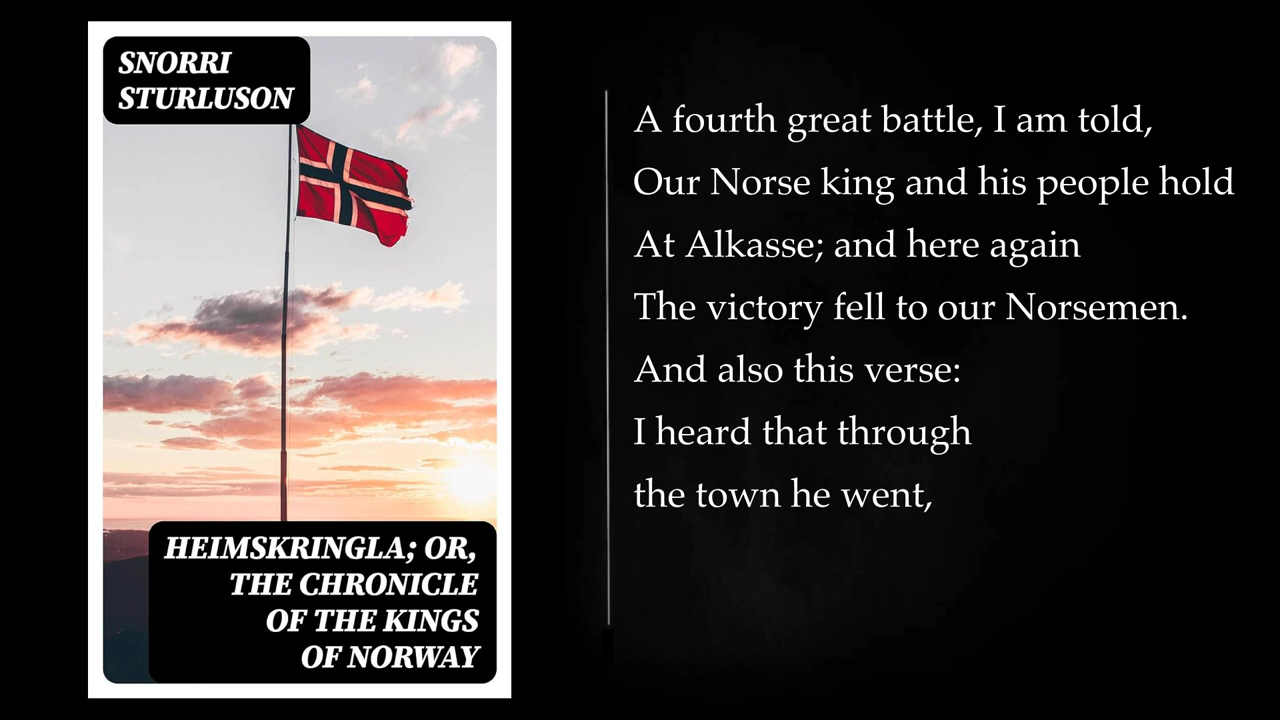 SNORRI
STURLUSON
HEIMSKRINGLA; OR,
THE CHRONICLE
OF THE KINGS
OF NORWAY
A fourth great battle, I am told,
Our Norse king and his people hold
At Alkasse; and here again
The victory fell to our Norsemen.
And also this verse:
I heard that through
the town he went,